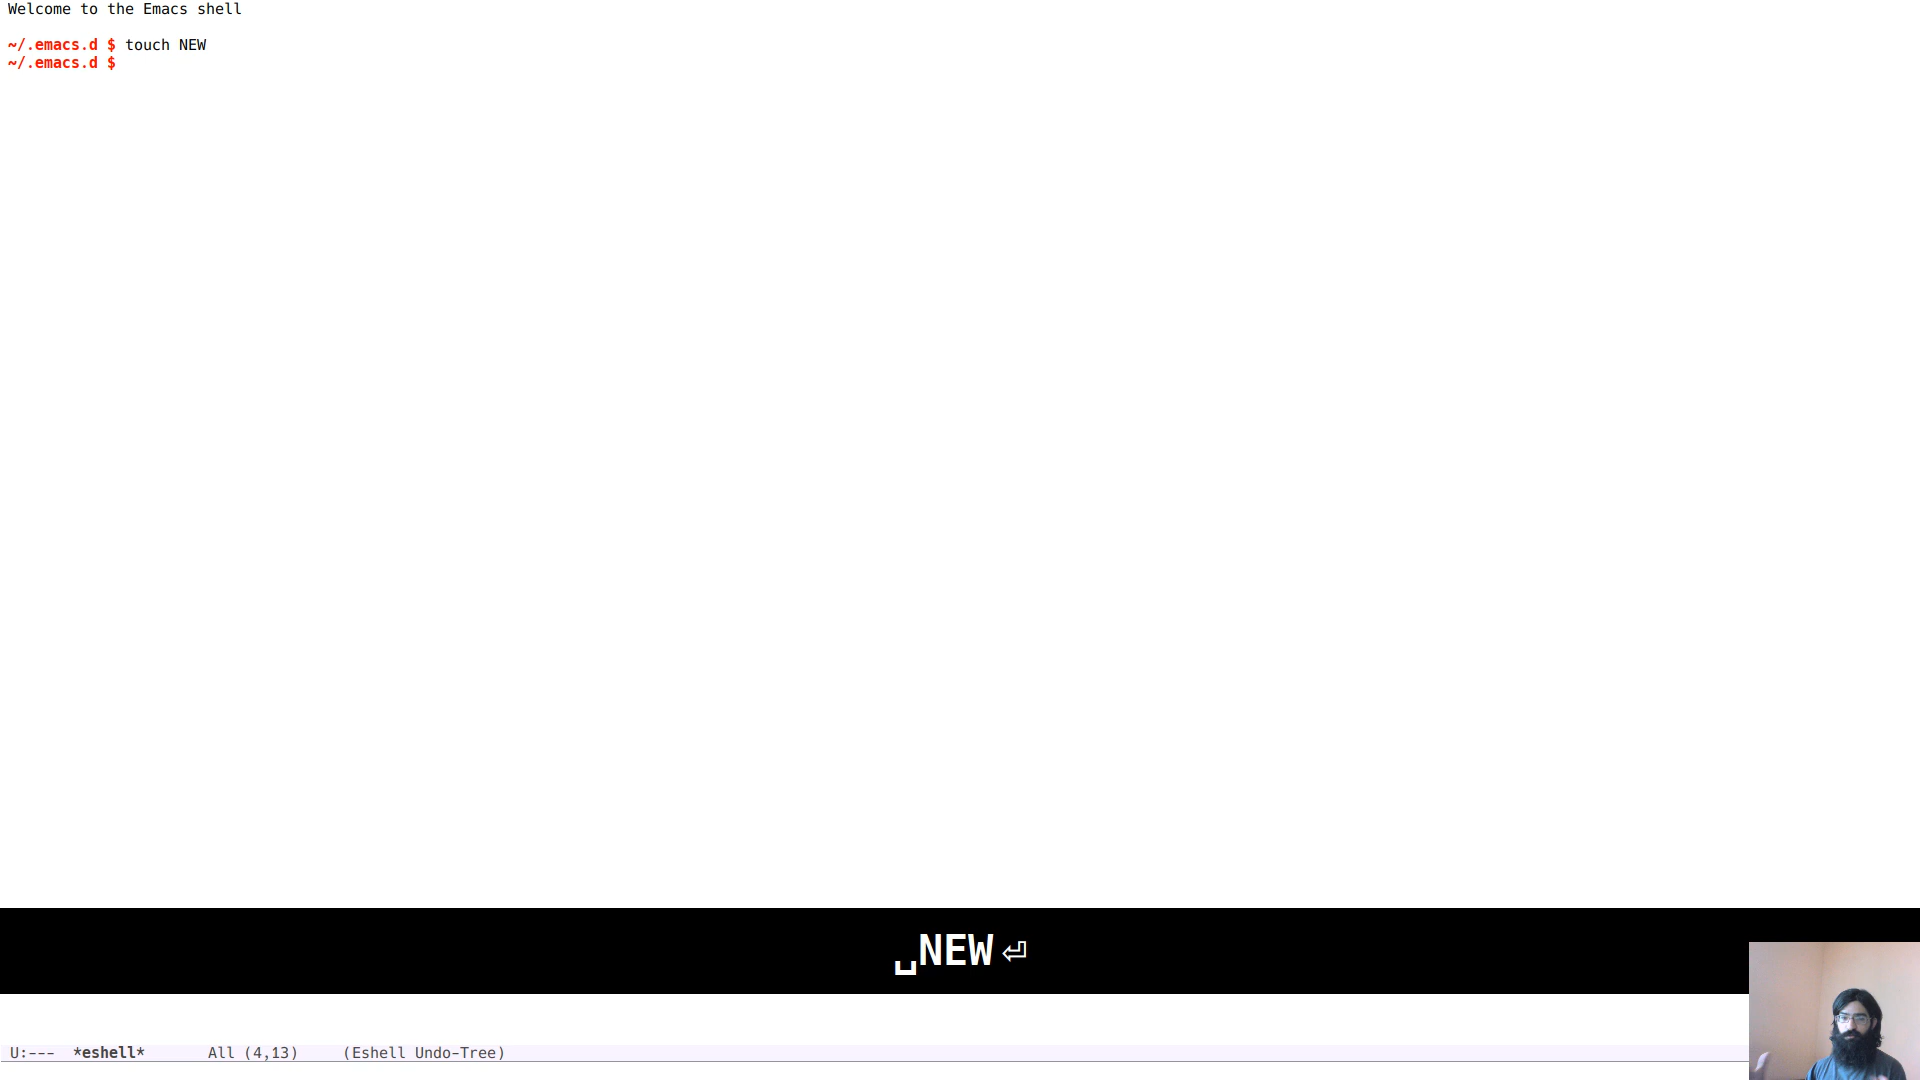 Welcome to the Emacs shell
~/.emacs.d $ touch NEW
~/.emacs.d $
␣NEW⏎
U:--- *eshell* All (4,13) (Eshell Undo-Tree)